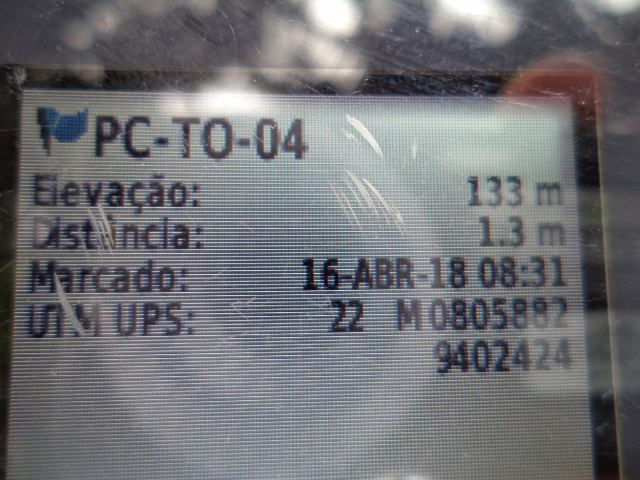 PC-TO-04
Elevação: 133 m
Distância: 1.3 m
Marcado: 16-ABR-18 08:31
UTM UPS: 22 M 0805882
9402424